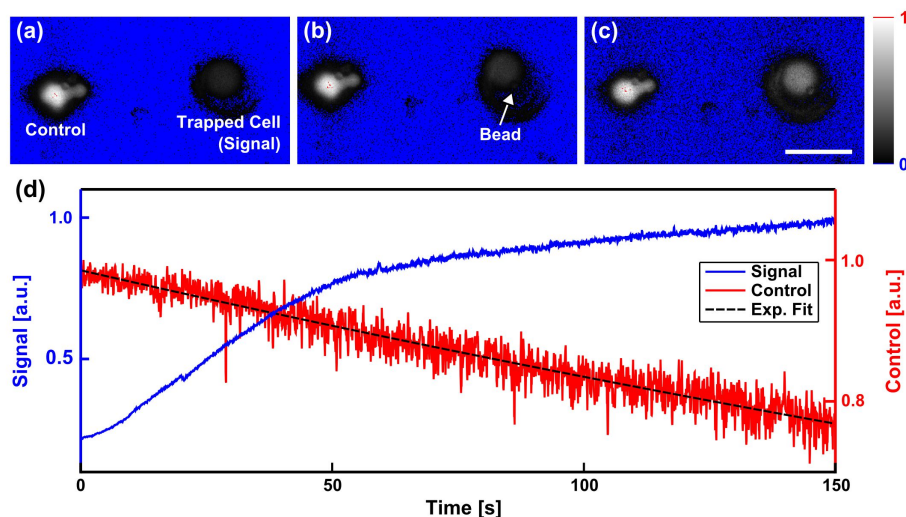 (a)
(b)
(c)
1
Control
Trapped Cell
(Signal)
Bead
0
(d)
1.0
0.5
Signal [a.u.]
1.0
0.8
Control [a.u.]
Signal
Control
Exp. Fit
0
50
100
150
Time [s]